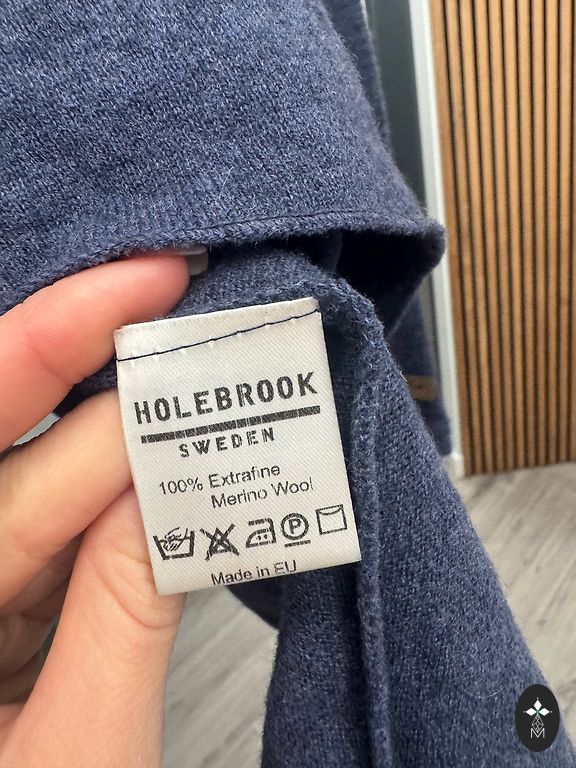 HOLEBROOK
SWEDEN
100% Extrafine
Merino Wool
P
Made in EU
M